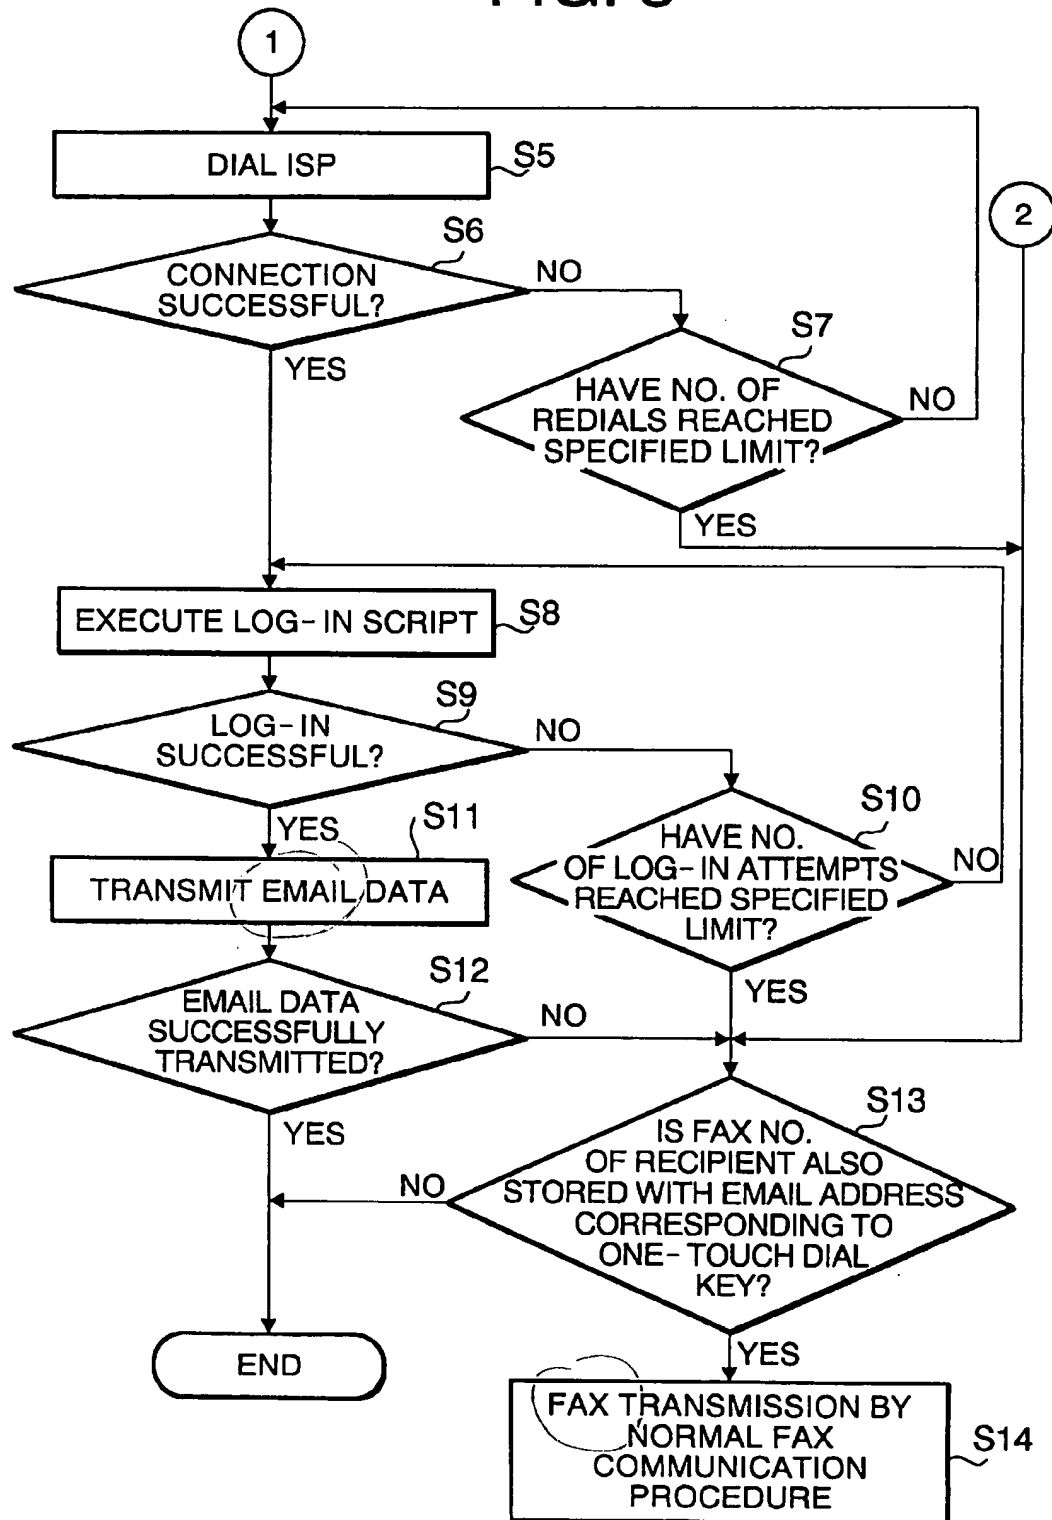 1
DIAL ISP
S5
2
S6
CONNECTION
SUCCESSFUL?
NO
S7
YES
HAVE NO. OF
REDIALS REACHED
SPECIFIED LIMIT?
NO
YES
EXECUTE LOG-IN SCRIPT
S8
S9
LOG-IN
SUCCESSFUL?
NO
S10
YES
S11
HAVE NO.
OF LOG-IN ATTEMPTS
REACHED SPECIFIED
LIMIT?
NO
TRANSMIT EMAIL DATA
YES
S12
EMAIL DATA
SUCCESSFULLY
TRANSMITTED?
NO
YES
S13
IS FAX NO.
OF RECIPIENT ALSO
STORED WITH EMAIL ADDRESS
CORRESPONDING TO
ONE-TOUCH DIAL
KEY?
NO
YES
END
FAX TRANSMISSION BY
NORMAL FAX
COMMUNICATION
PROCEDURE
S14